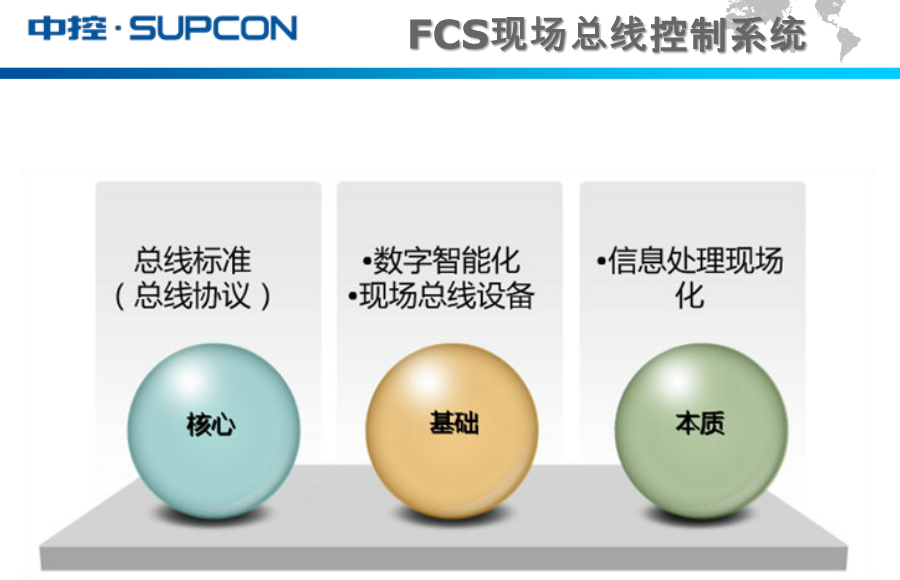 中控·SUPCON
FCS现场总线控制系统
总线标准
（总线协议）
•数字智能化
•现场总线设备
•信息处理现场
化
核心
基础
本质